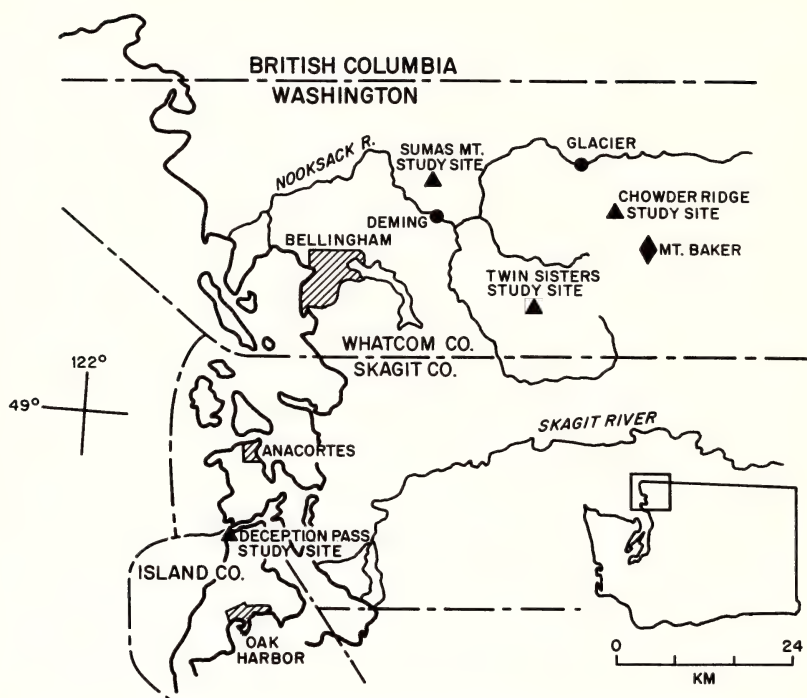 BRITISH COLUMBIA
WASHINGTON
NOOKSACK R.
SUMAS MT.
STUDY SITE
GLACIER
CHOWDER RIDGE
STUDY SITE
DEMING
BELLINGHAM
MT. BAKER
TWIN SISTERS
STUDY SITE
WHATCOM CO.
SKAGIT CO.
122°
49°
SKAGIT RIVER
ANACORTES
DECEPTION PASS
STUDY SITE
ISLAND CO.
OAK
HARBOR
0 24
KM